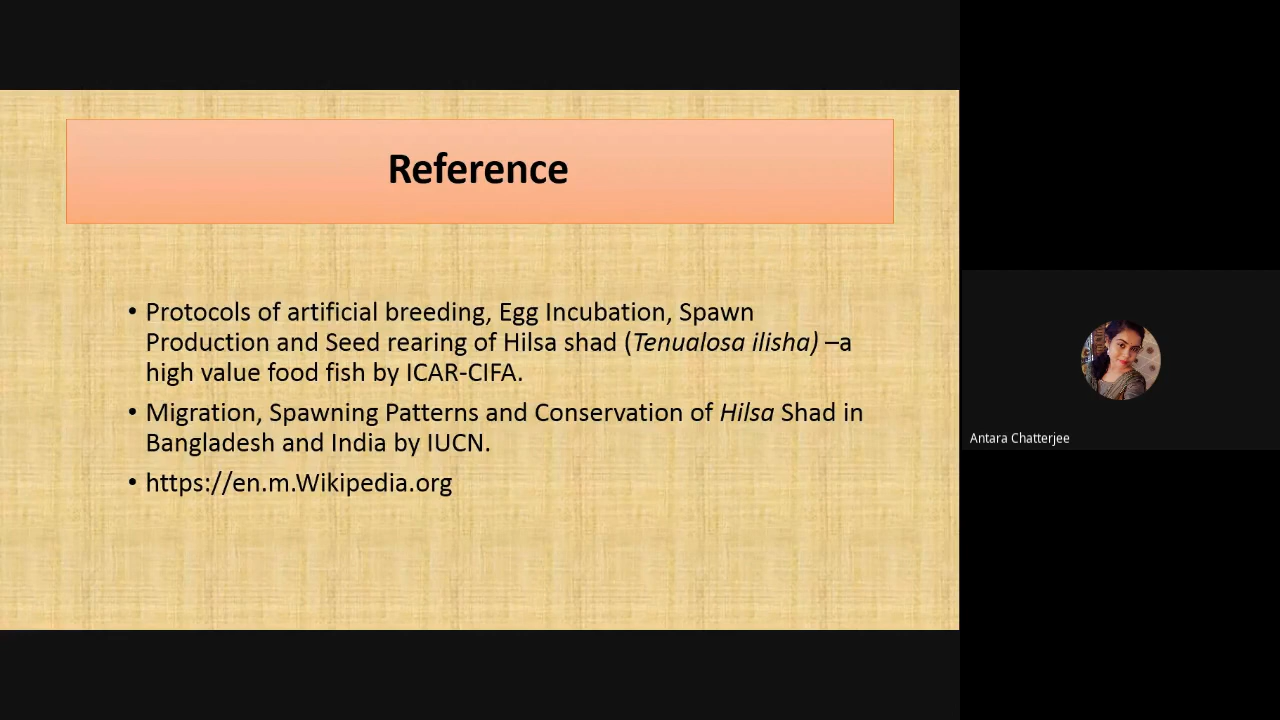 Reference
• Protocols of artificial breeding, Egg Incubation, Spawn
Production and Seed rearing of Hilsa shad (Tenualosa ilisha) –a
high value food fish by ICAR-CIFA.
• Migration, Spawning Patterns and Conservation of Hilsa Shad in
Bangladesh and India by IUCN.
• https://en.m.Wikipedia.org
Antara Chatterjee